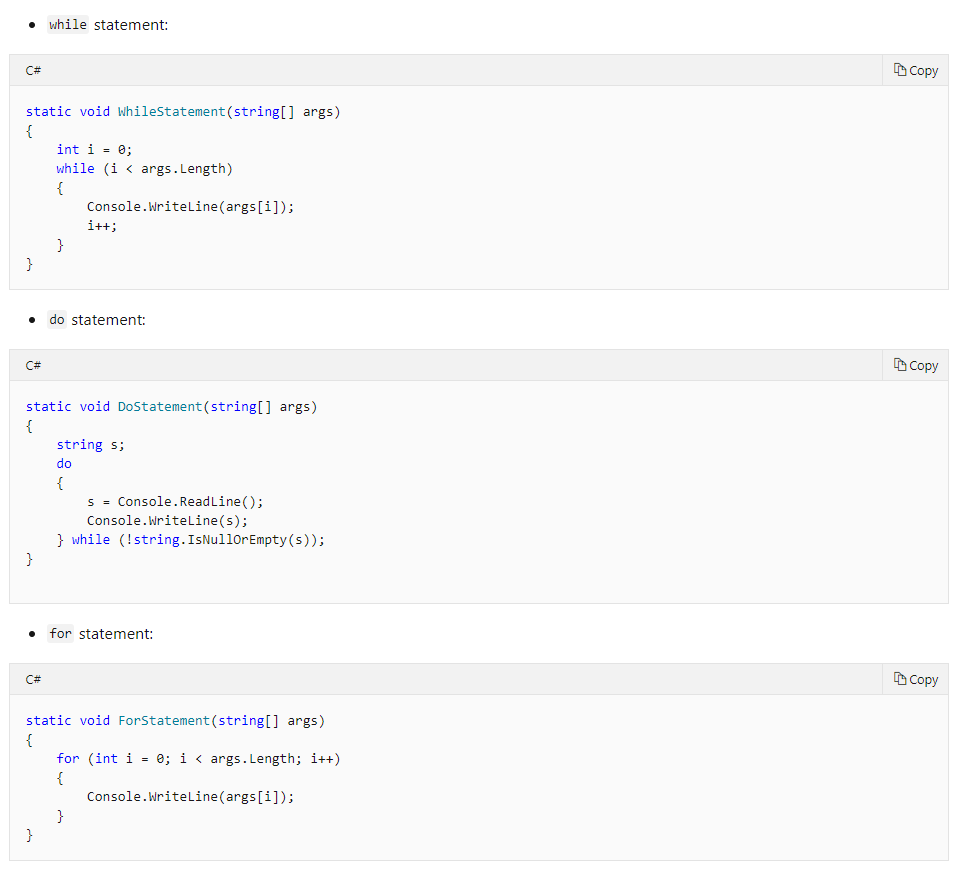 • while statement:
C# Copy
static void WhileStatement(string[] args)
{
    int i = 0;
    while (i < args.Length)
    {
        Console.WriteLine(args[i]);
        i++;
    }
}
• do statement:
C# Copy
static void DoStatement(string[] args)
{
    string s;
    do
    {
        s = Console.ReadLine();
        Console.WriteLine(s);
    } while (!string.IsNullOrEmpty(s));
}
• for statement:
C# Copy
static void ForStatement(string[] args)
{
    for (int i = 0; i < args.Length; i++)
    {
        Console.WriteLine(args[i]);
    }
}